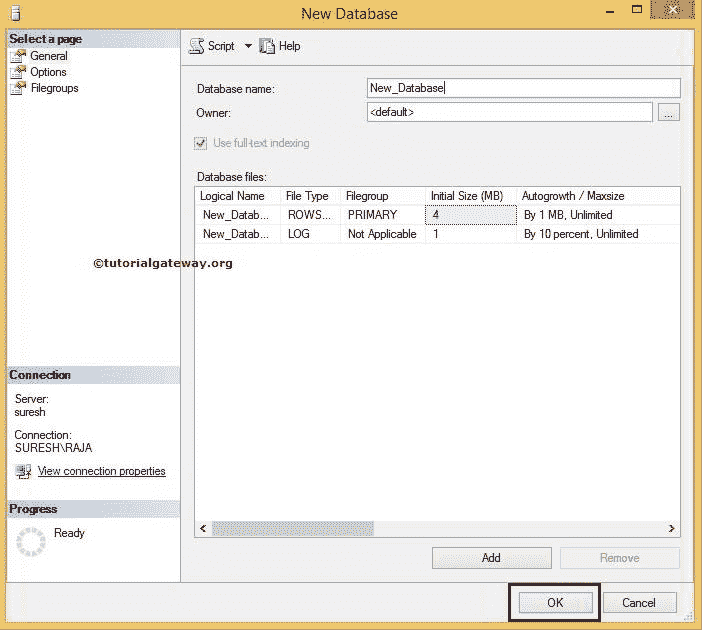 New Database
Select a page
General
Options
Filegroups
Script Help
Database name: New_Database
Owner: <default> ...
Use full-text indexing
Database files:
Logical Name File Type Filegroup Initial Size (MB) Autogrowth / Maxsize
New_Datab... ROWS... PRIMARY 4 By 1 MB, Unlimited
New_Datab... LOG Not Applicable 1 By 10 percent, Unlimited
©tutorialgateway.org
Connection
Server:
suresh
Connection:
SURESH\RAJA
View connection properties
Progress
Ready
Add Remove
OK Cancel